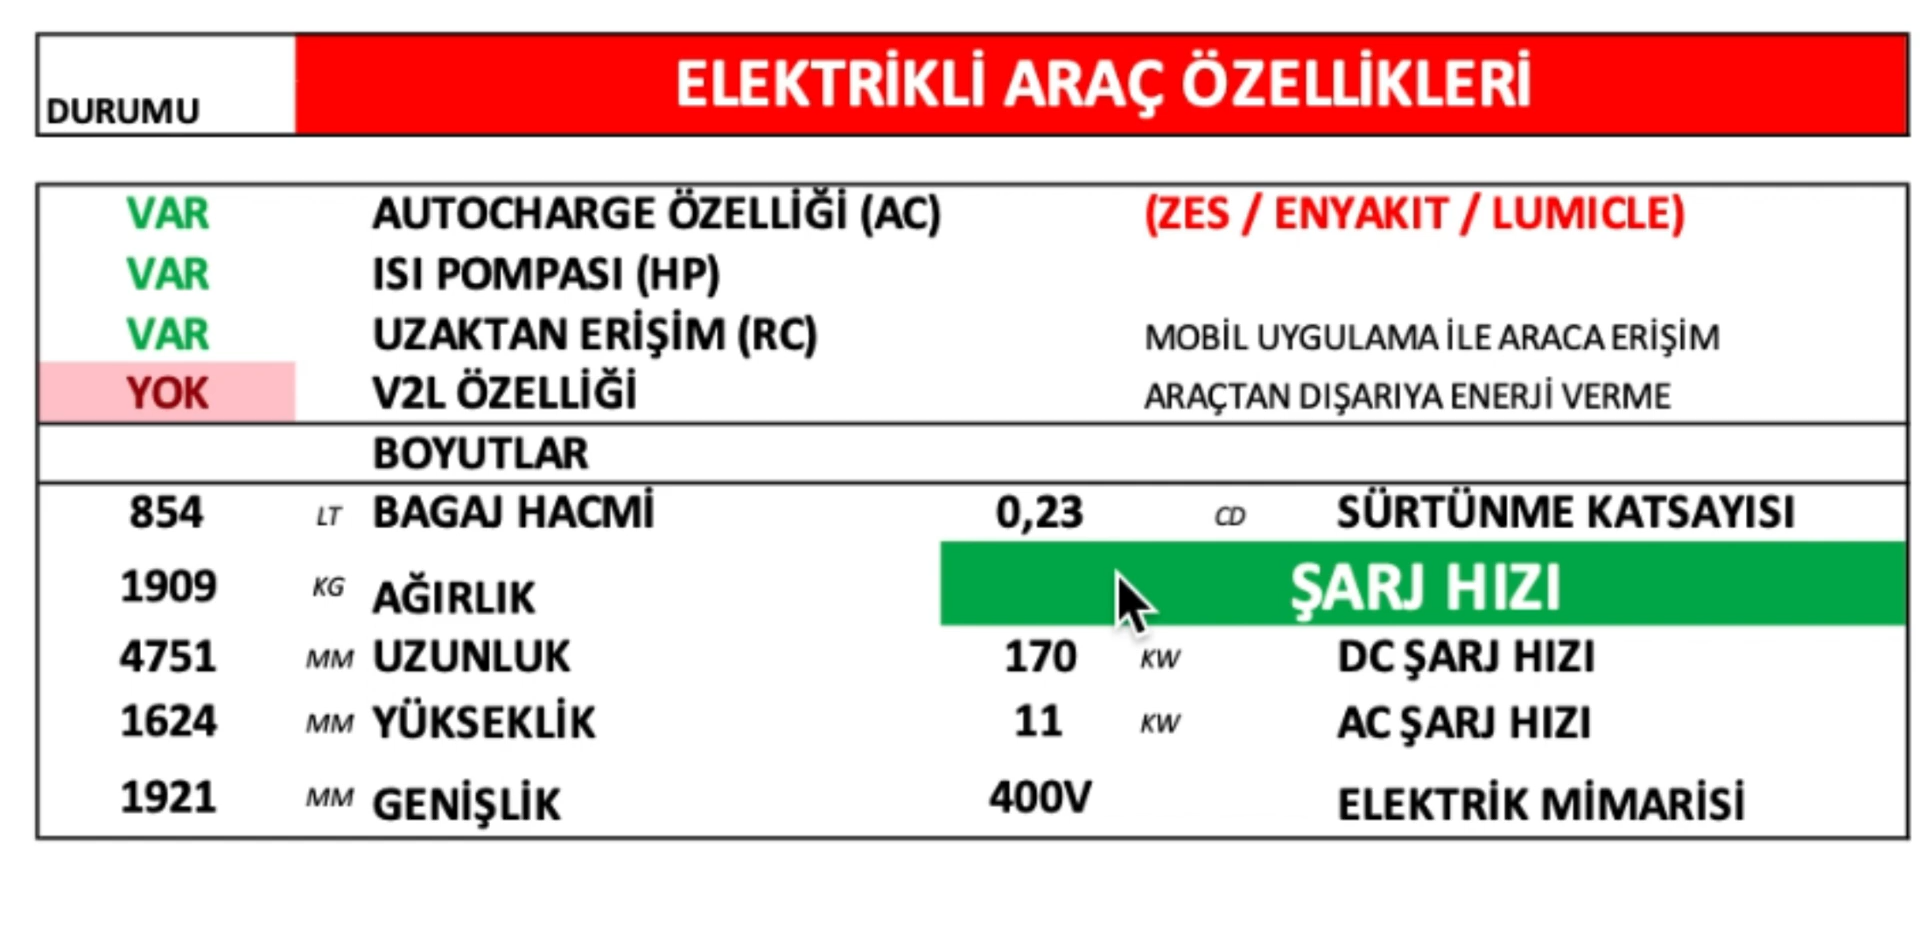 DURUMU
ELEKTRİKLİ ARAÇ ÖZELLİKLERİ
VAR AUTOCHARGE ÖZELLİĞİ (AC) (ZES / ENYAKIT / LUMICLE)
VAR ISI POMPASI (HP)
VAR UZAKTAN ERİŞİM (RC) MOBİL UYGULAMA İLE ARACA ERİŞİM
YOK V2L ÖZELLİĞİ ARAÇTAN DIŞARIYA ENERJİ VERME
BOYUTLAR
854 LT BAGAJ HACMİ 0,23 CD SÜRTÜNME KATSAYISI
1909 KG AĞIRLIK ŞARJ HIZI
4751 MM UZUNLUK 170 KW DC ŞARJ HIZI
1624 MM YÜKSEKLİK 11 KW AC ŞARJ HIZI
1921 MM GENİŞLİK 400V ELEKTRİK MİMARİSİ